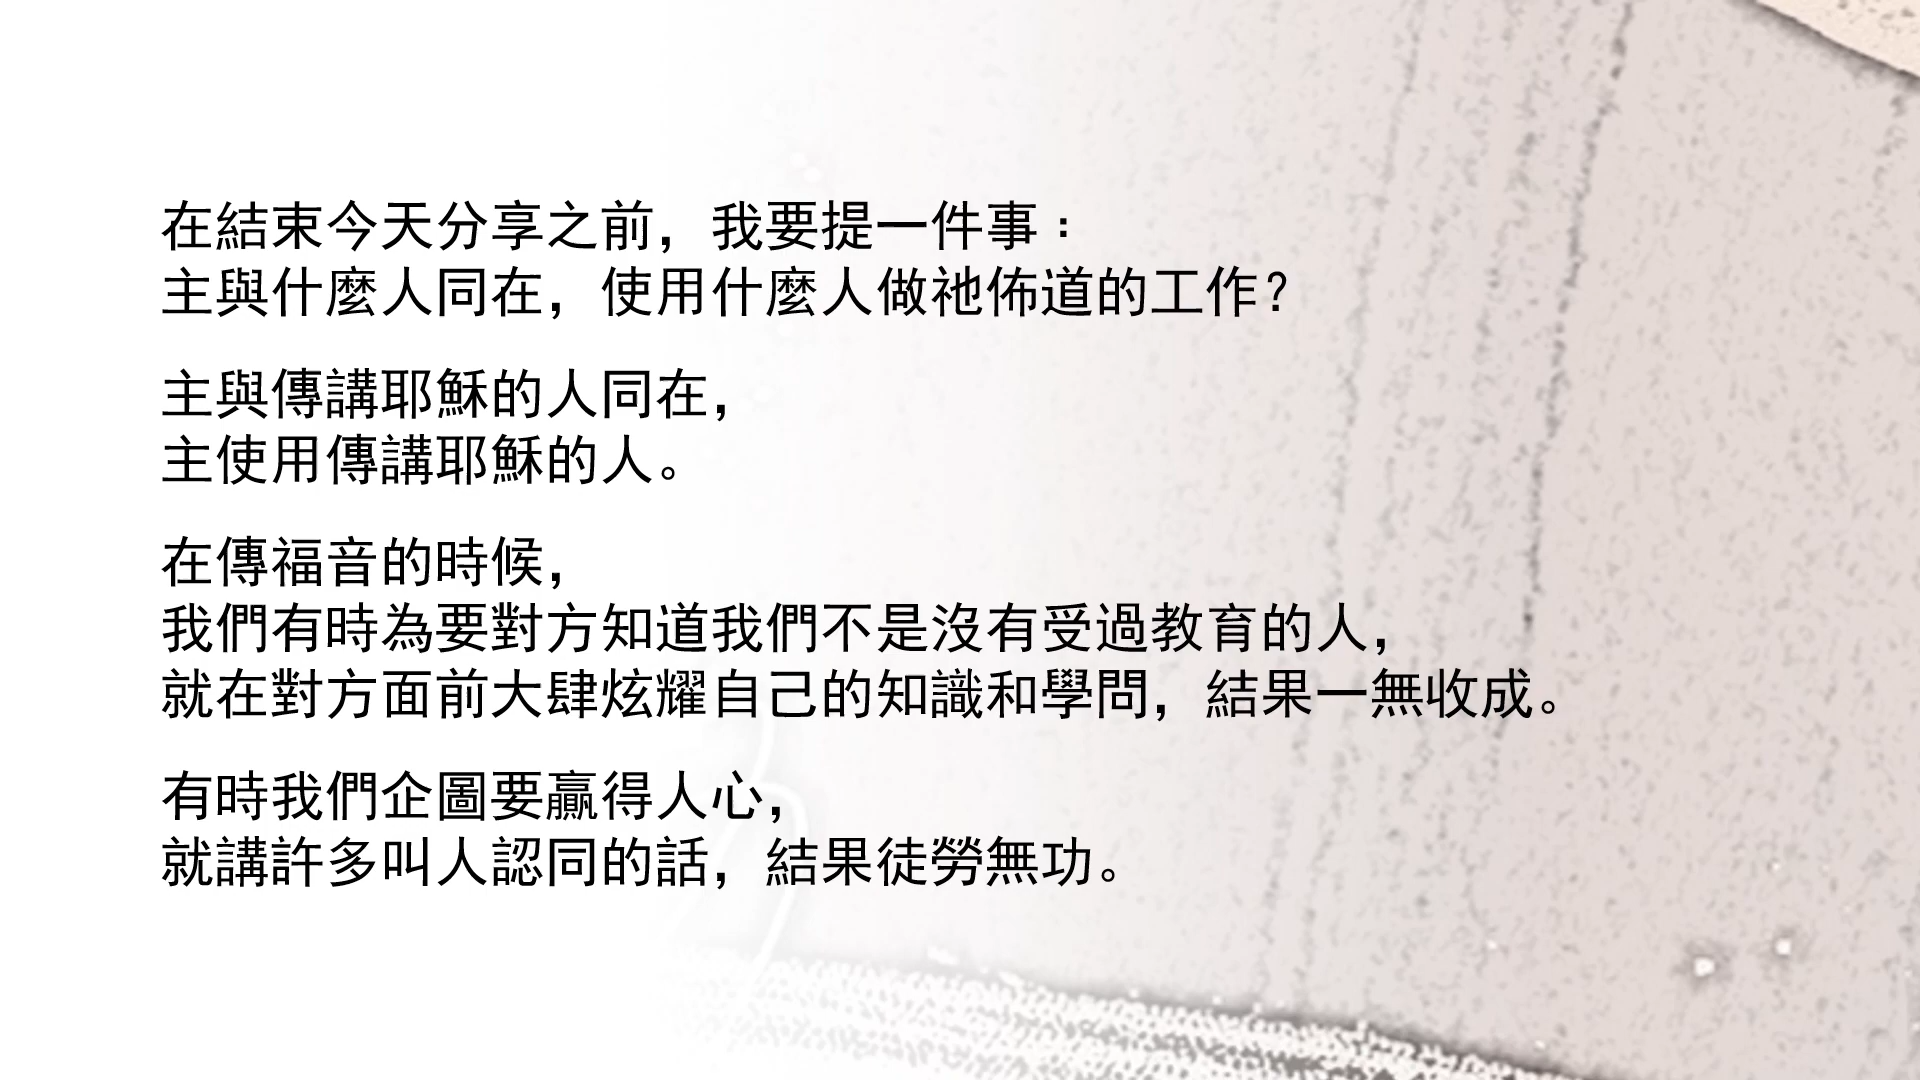 在結束今天分享之前，我要提一件事：
主與什麼人同在，使用什麼人做祂佈道的工作？
主與傳講耶穌的人同在，
主使用傳講耶穌的人。
在傳福音的時候，
我們有時為要對方知道我們不是沒有受過教育的人，
就在對方面前大肆炫耀自己的知識和學問，結果一無收成。
有時我們企圖要贏得人心，
就講許多叫人認同的話，結果徒勞無功。